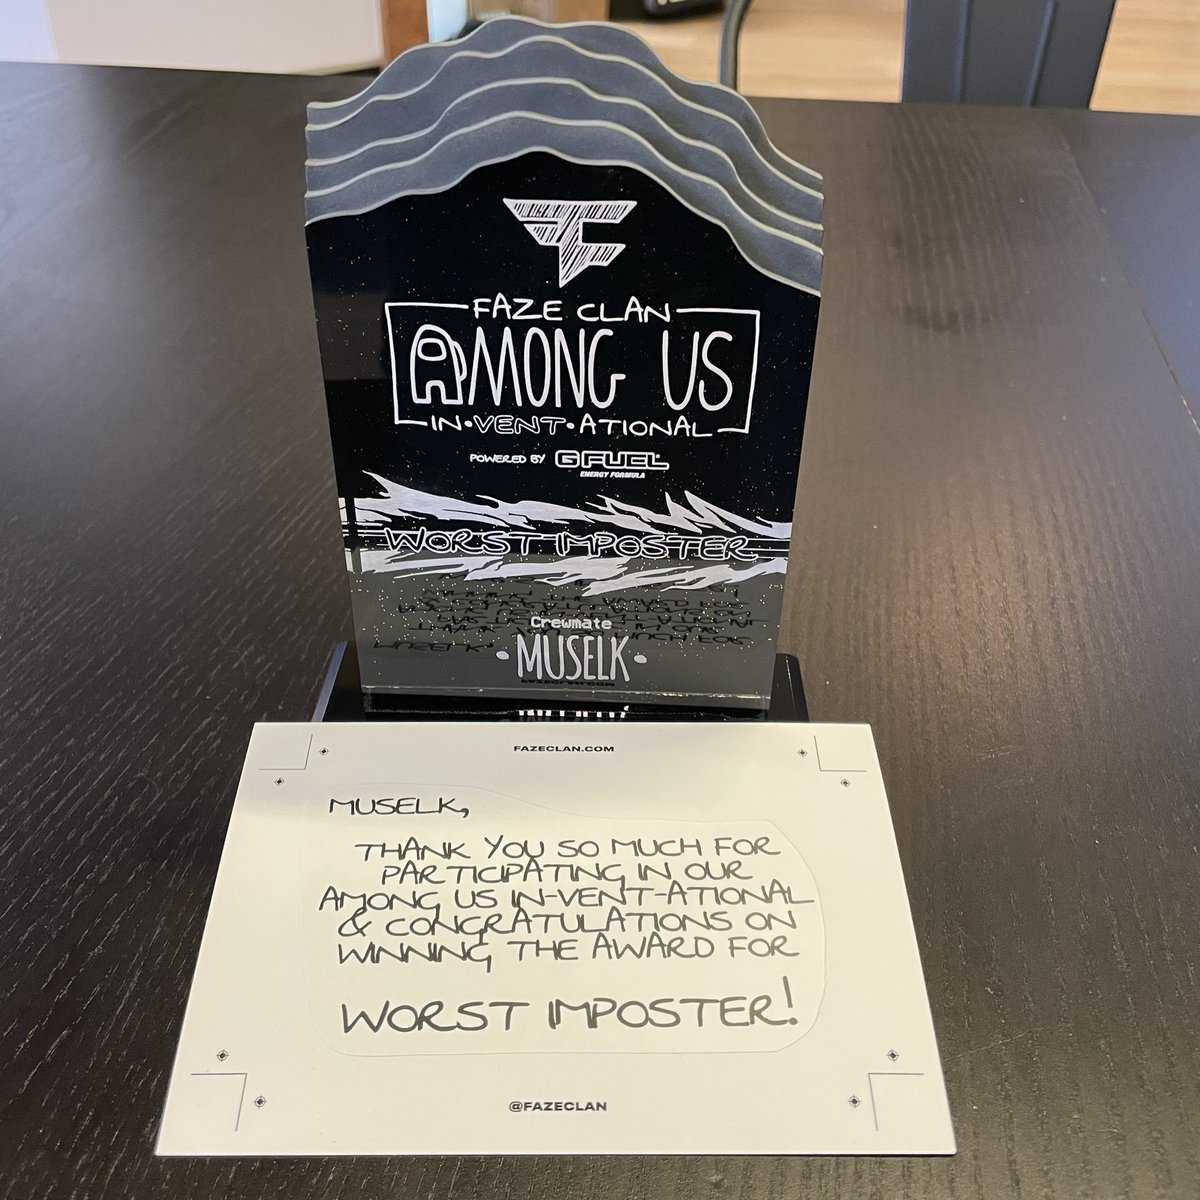 FAZE CLAN
AMONG US
IN•VENT•ATIONAL
POWERED BY G FUEL
ENERGY FORMULA
WORST IMPOSTER
Crewmate
•MUSELK•
FAZECLAN.COM
MUSELK,
THANK YOU SO MUCH FOR
PARTICIPATING IN OUR
AMONG US IN-VENT-ATIONAL
& CONGRATULATIONS ON
WINNING THE AWARD FOR
WORST IMPOSTER!
@FAZECLAN